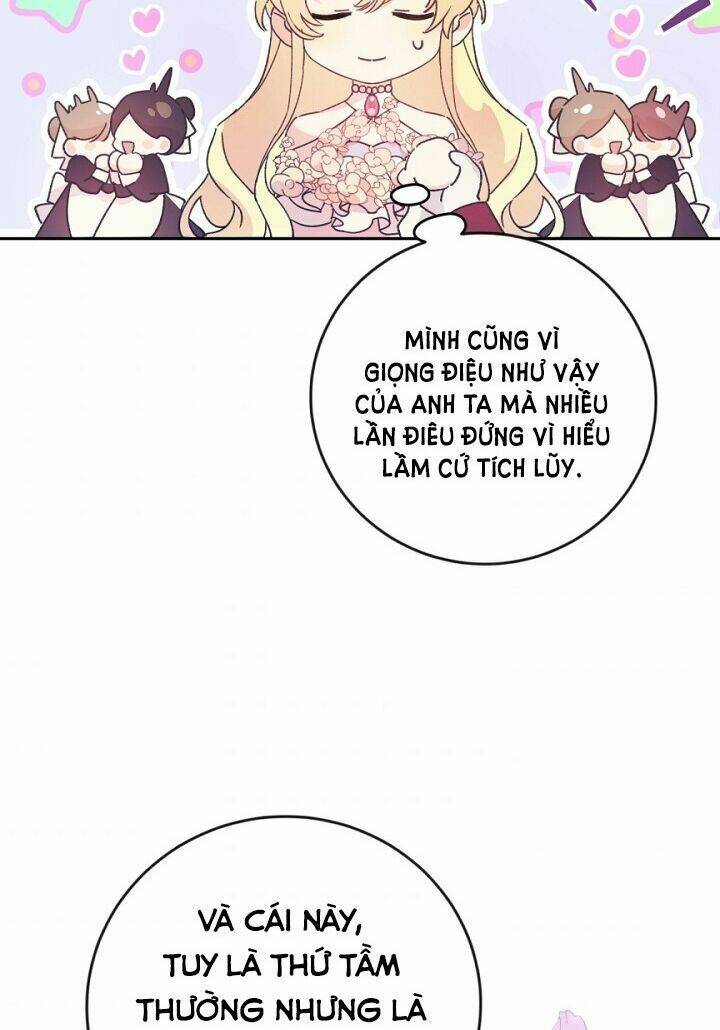 MÌNH CŨNG VÌ
GIỌNG ĐIỆU NHƯ VẬY
CỦA ANH TA MÀ NHIỀU
LẦN ĐIÊU ĐỨNG VÌ HIỂU
LẦM CỨ TÍCH LŨY.
VÀ CÁI NÀY,
TUY LÀ THỨ TẦM
THƯỜNG NHƯNG LÀ